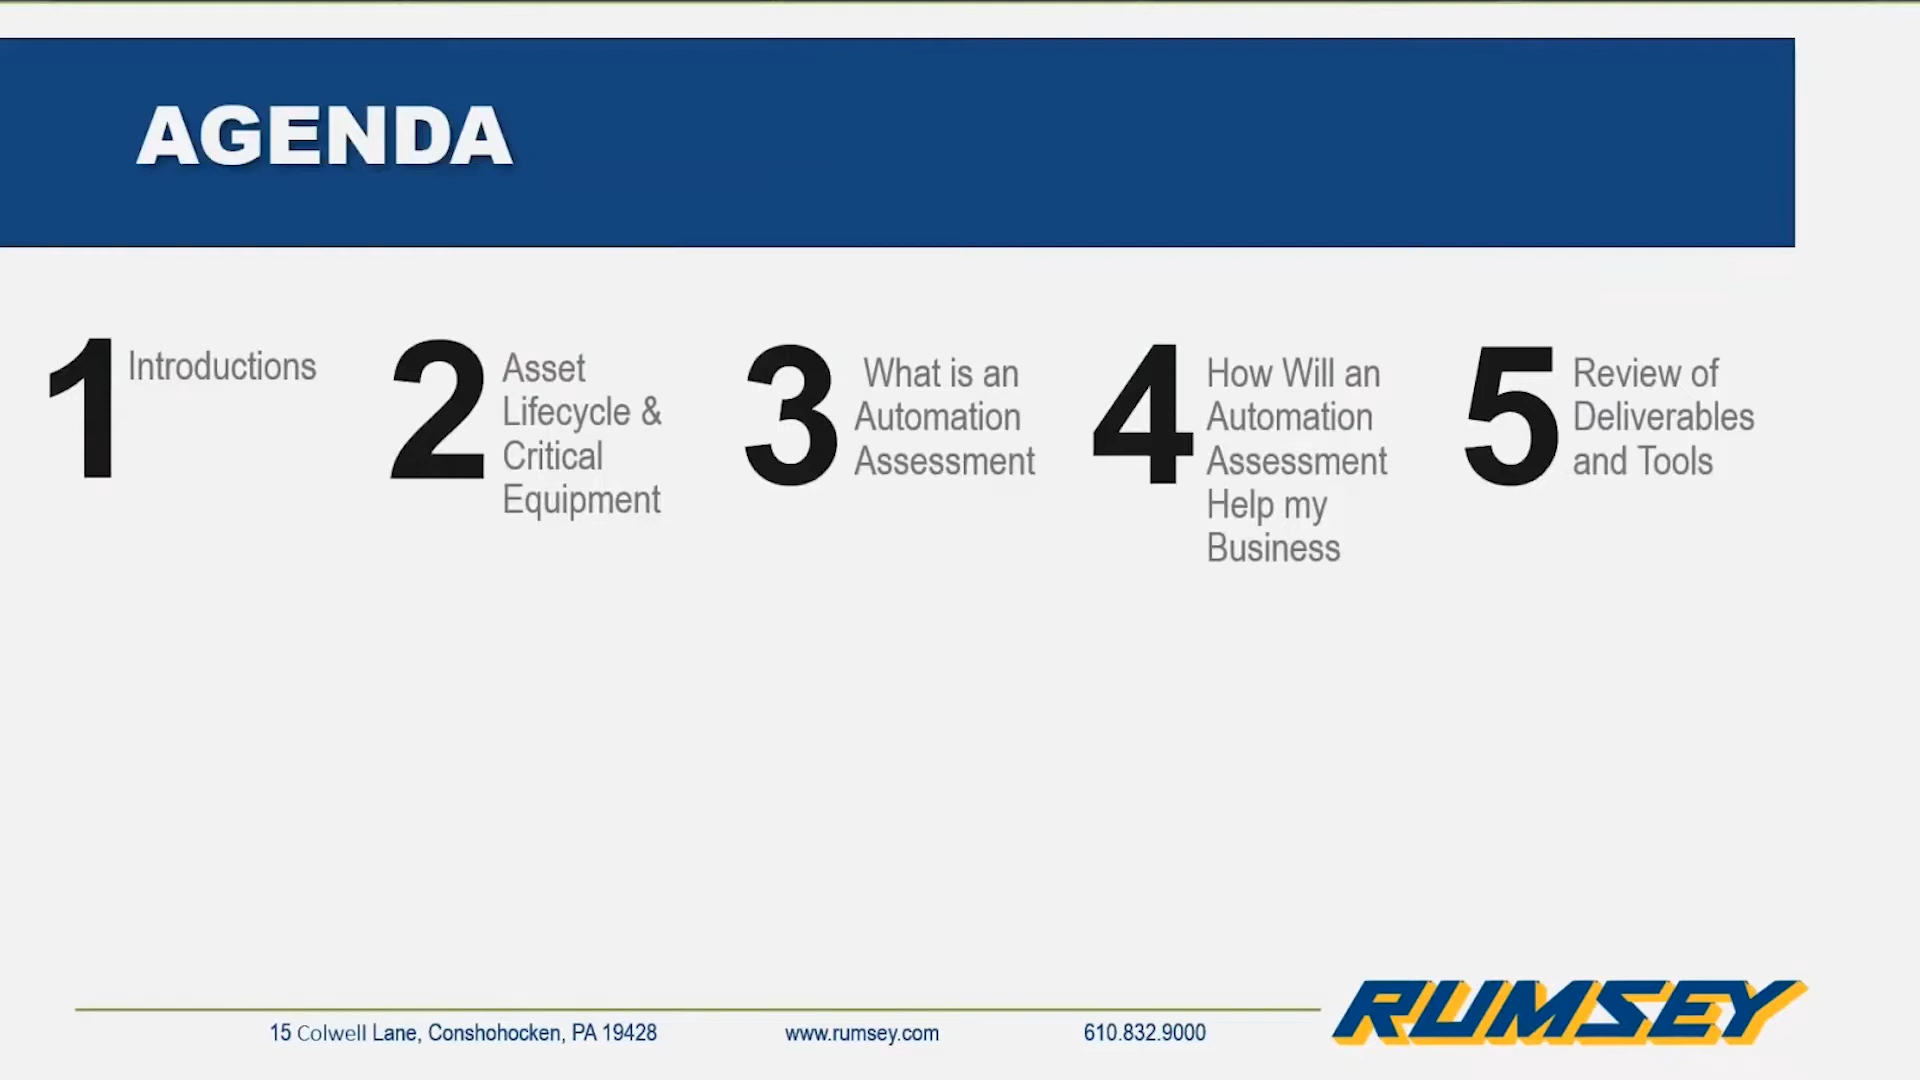 AGENDA
1
Introductions
2
Asset
Lifecycle &
Critical
Equipment
3
What is an
Automation
Assessment
4
How Will an
Automation
Assessment
Help my
Business
5
Review of
Deliverables
and Tools
15 Colwell Lane, Conshohocken, PA 19428
www.rumsey.com
610.832.9000
RUMSEY